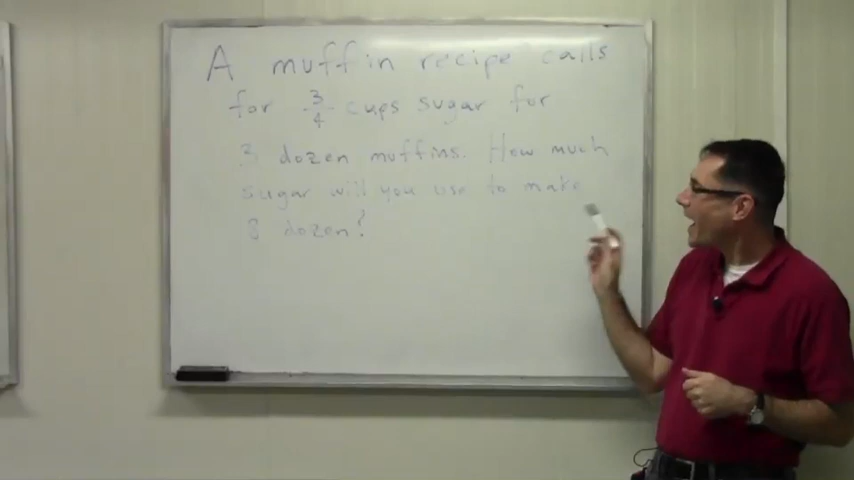 A muffin recipe calls
for 3/4 cups sugar for
3 dozen muffins. How much
sugar will you use to make
8 dozen?